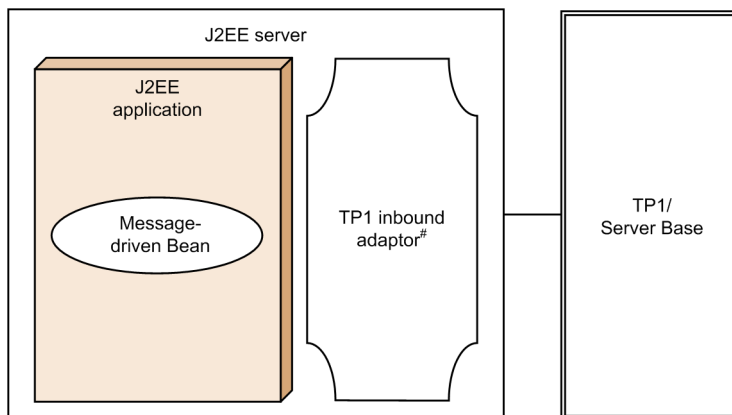 J2EE server
J2EE
application
Message-
driven Bean
TP1 inbound
adaptor#
TP1/
Server Base